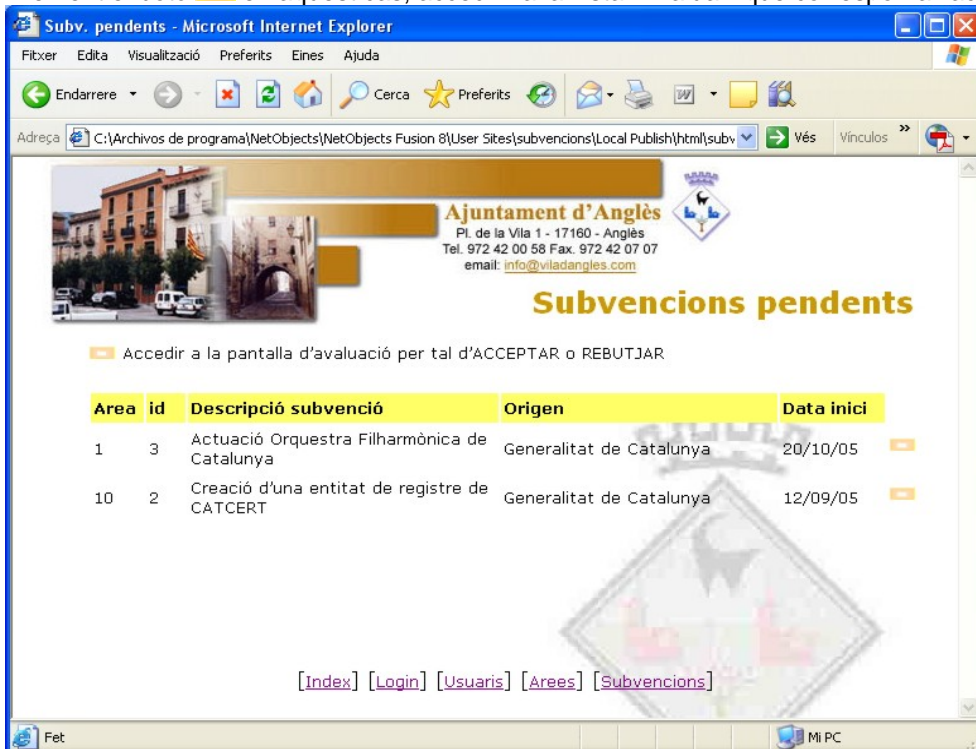 Subv. pendents - Microsoft Internet Explorer
Fitxer Edita Visualització Preferits Eines Ajuda
Endarrere Cerca Preferits
Adreça C:\Archivos de programa\NetObjects\NetObjects Fusion 8\User Sites\subvencions\Local Publish\html\subv Vés Vínculos »
Ajuntament d'Anglès
Pl. de la Vila 1 - 17160 - Anglès
Tel. 972 42 00 58 Fax. 972 42 07 07
email: info@viladangles.com
Subvencions pendents
Accedir a la pantalla d'avaluació per tal d'ACCEPTAR o REBUTJAR
Area id Descripció subvenció Origen Data inici
1 3 Actuació Orquestra Filharmònica de Catalunya Generalitat de Catalunya 20/10/05
10 2 Creació d'una entitat de registre de CATCERT Generalitat de Catalunya 12/09/05
[Index] [Login] [Usuaris] [Arees] [Subvencions]
Fet Mi PC